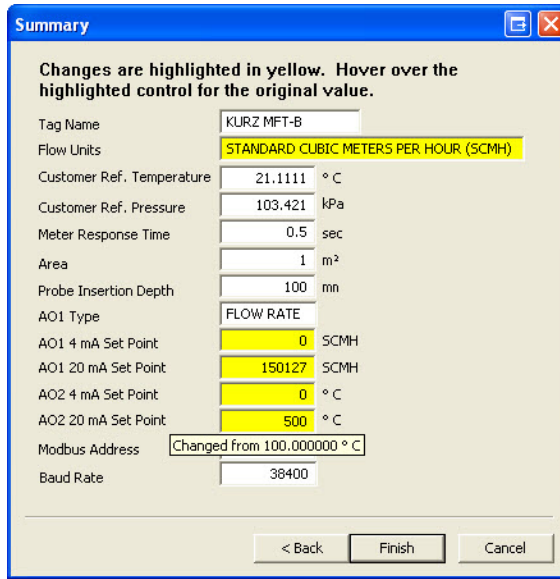 Summary
Changes are highlighted in yellow. Hover over the
highlighted control for the original value.
Tag Name KURZ MFT-B
Flow Units STANDARD CUBIC METERS PER HOUR (SCMH)
Customer Ref. Temperature 21.1111 ° C
Customer Ref. Pressure 103.421 kPa
Meter Response Time 0.5 sec
Area 1 m²
Probe Insertion Depth 100 mn
AO1 Type FLOW RATE
AO1 4 mA Set Point 0 SCMH
AO1 20 mA Set Point 150127 SCMH
AO2 4 mA Set Point 0 ° C
AO2 20 mA Set Point 500 ° C
Modbus Address Changed from 100.000000 ° C
Baud Rate 38400
< Back Finish Cancel